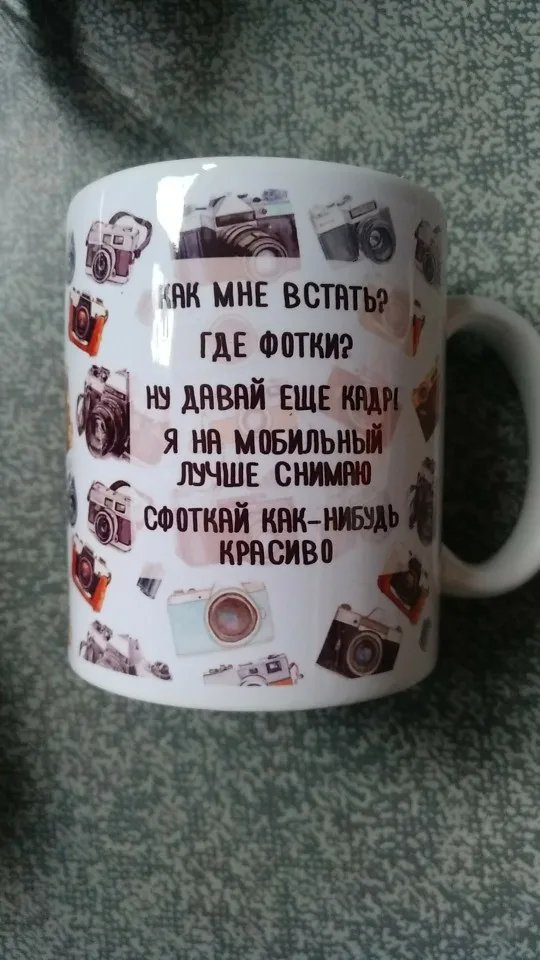 КАК МНЕ ВСТАТЬ?
ГДЕ ФОТКИ?
НУ ДАВАЙ ЕЩЕ КАДР!
Я НА МОБИЛЬНЫЙ
ЛУЧШЕ СНИМАЮ
СФОТКАЙ КАК-НИБУДЬ
КРАСИВО